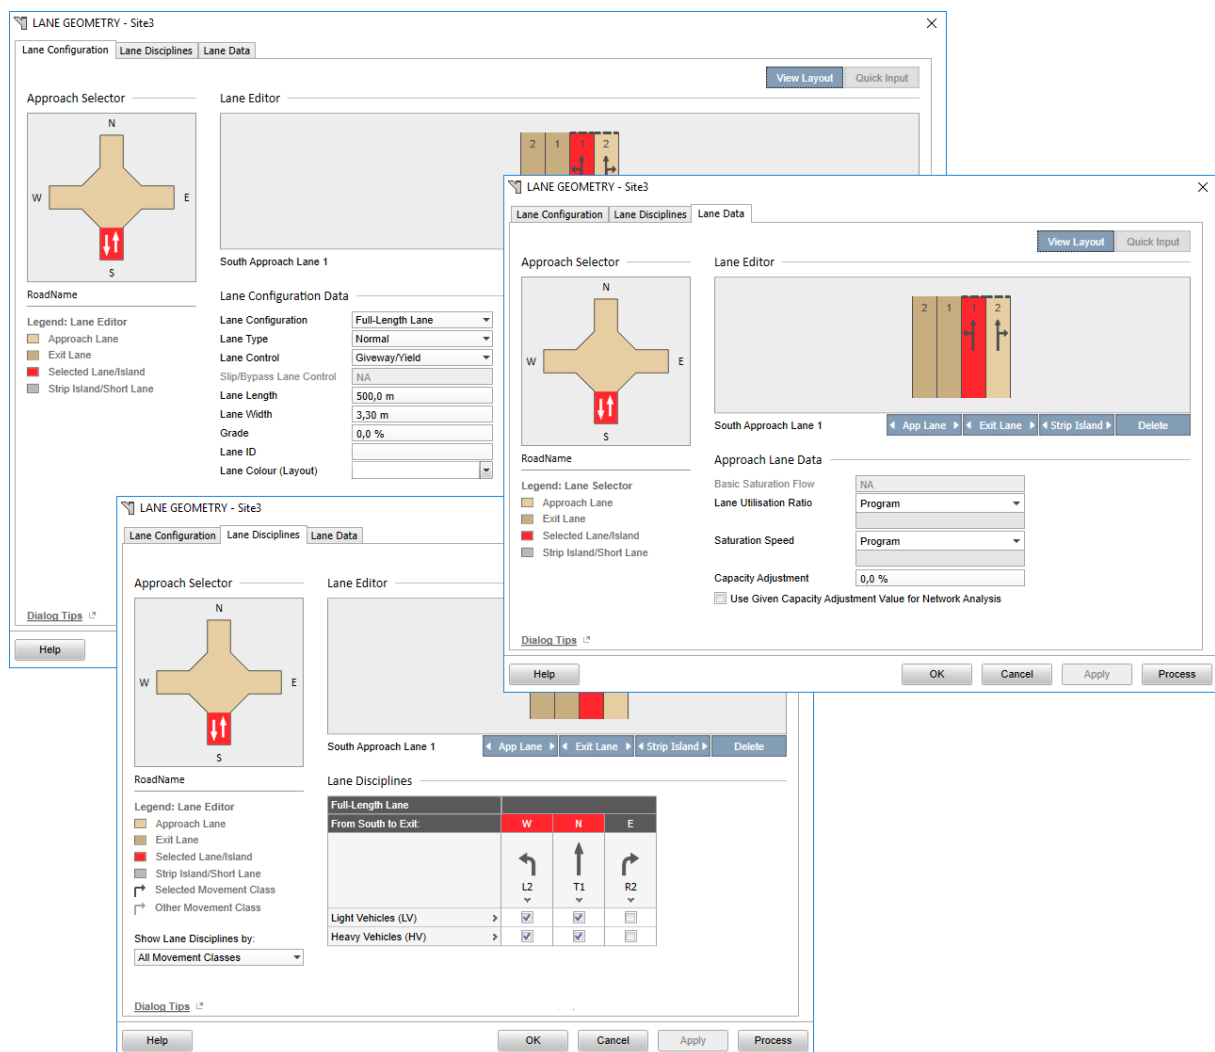 LANE GEOMETRY - Site3
Lane Configuration Lane Disciplines Lane Data
View Layout Quick Input
Approach Selector Lane Editor
N
2 1 1 2
W E
S
South Approach Lane 1
RoadName
Lane Configuration Data
Legend: Lane Editor
Approach Lane
Exit Lane
Selected Lane/Island
Strip Island/Short Lane
Lane Configuration Full-Length Lane
Lane Type Normal
Lane Control Giveway/Yield
Slip/Bypass Lane Control NA
Lane Length 500,0 m
Lane Width 3,30 m
Grade 0,0 %
Lane ID
Lane Colour (Layout)
Dialog Tips
Help
LANE GEOMETRY - Site3
Lane Configuration Lane Disciplines Lane Data
View Layout Quick Input
Approach Selector Lane Editor
N
2 1 1 2
W E
S
South Approach Lane 1 App Lane Exit Lane Strip Island Delete
RoadName
Approach Lane Data
Legend: Lane Selector
Approach Lane
Exit Lane
Selected Lane/Island
Strip Island/Short Lane
Basic Saturation Flow NA
Lane Utilisation Ratio Program
Saturation Speed Program
Capacity Adjustment 0,0 %
Use Given Capacity Adjustment Value for Network Analysis
Dialog Tips
Help OK Cancel Apply Process
LANE GEOMETRY - Site3
Lane Configuration Lane Disciplines Lane Data
Approach Selector Lane Editor
N
W E
S
South Approach Lane 1 App Lane Exit Lane Strip Island Delete
RoadName
Lane Disciplines
Legend: Lane Editor
Approach Lane
Exit Lane
Selected Lane/Island
Strip Island/Short Lane
Selected Movement Class
Other Movement Class
Show Lane Disciplines by:
All Movement Classes
Full-Length Lane
From South to Exit: W N E
L2 T1 R2
Light Vehicles (LV)
Heavy Vehicles (HV)
Dialog Tips
Help OK Cancel Apply Process